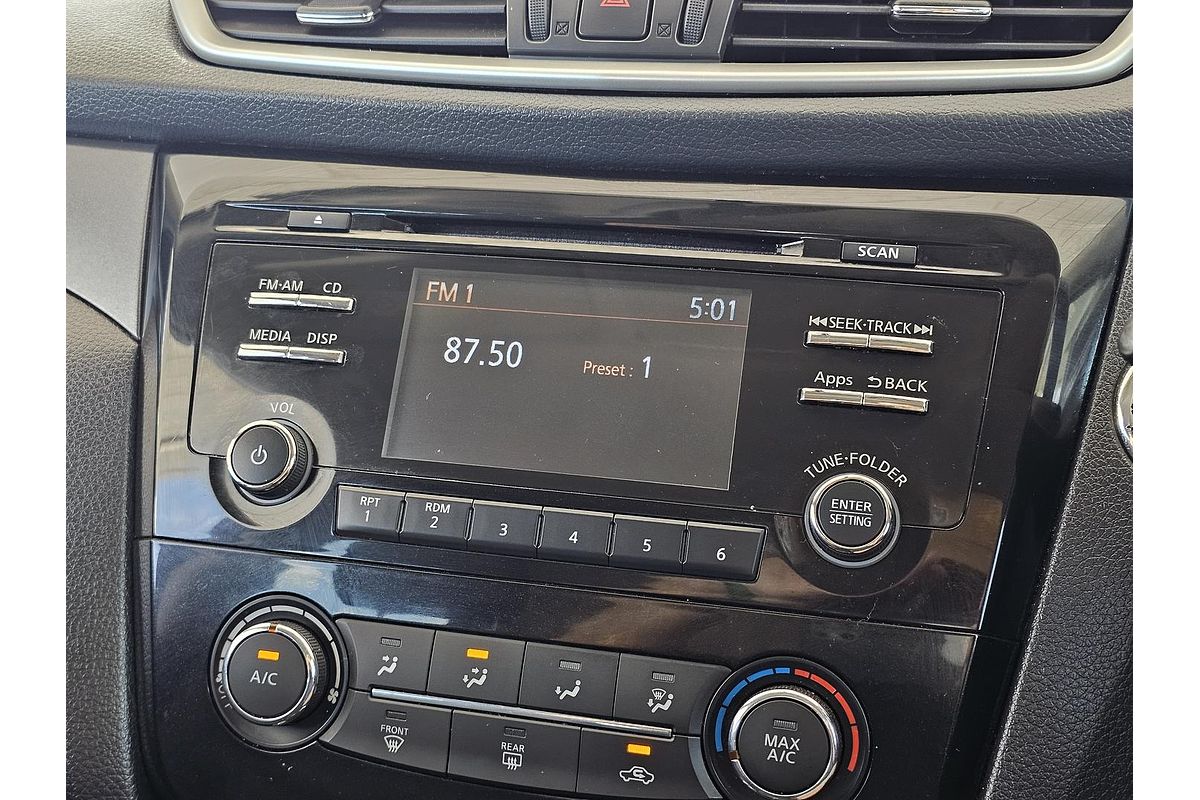 SCAN
FM·AM CD
FM 1 5:01
SEEK·TRACK
MEDIA DISP
87.50 Preset : 1
Apps BACK
VOL
TUNE·FOLDER
ENTER
SETTING
RPT
1
RDM
2
3
4
5
6
A/C
FRONT
REAR
MAX
A/C